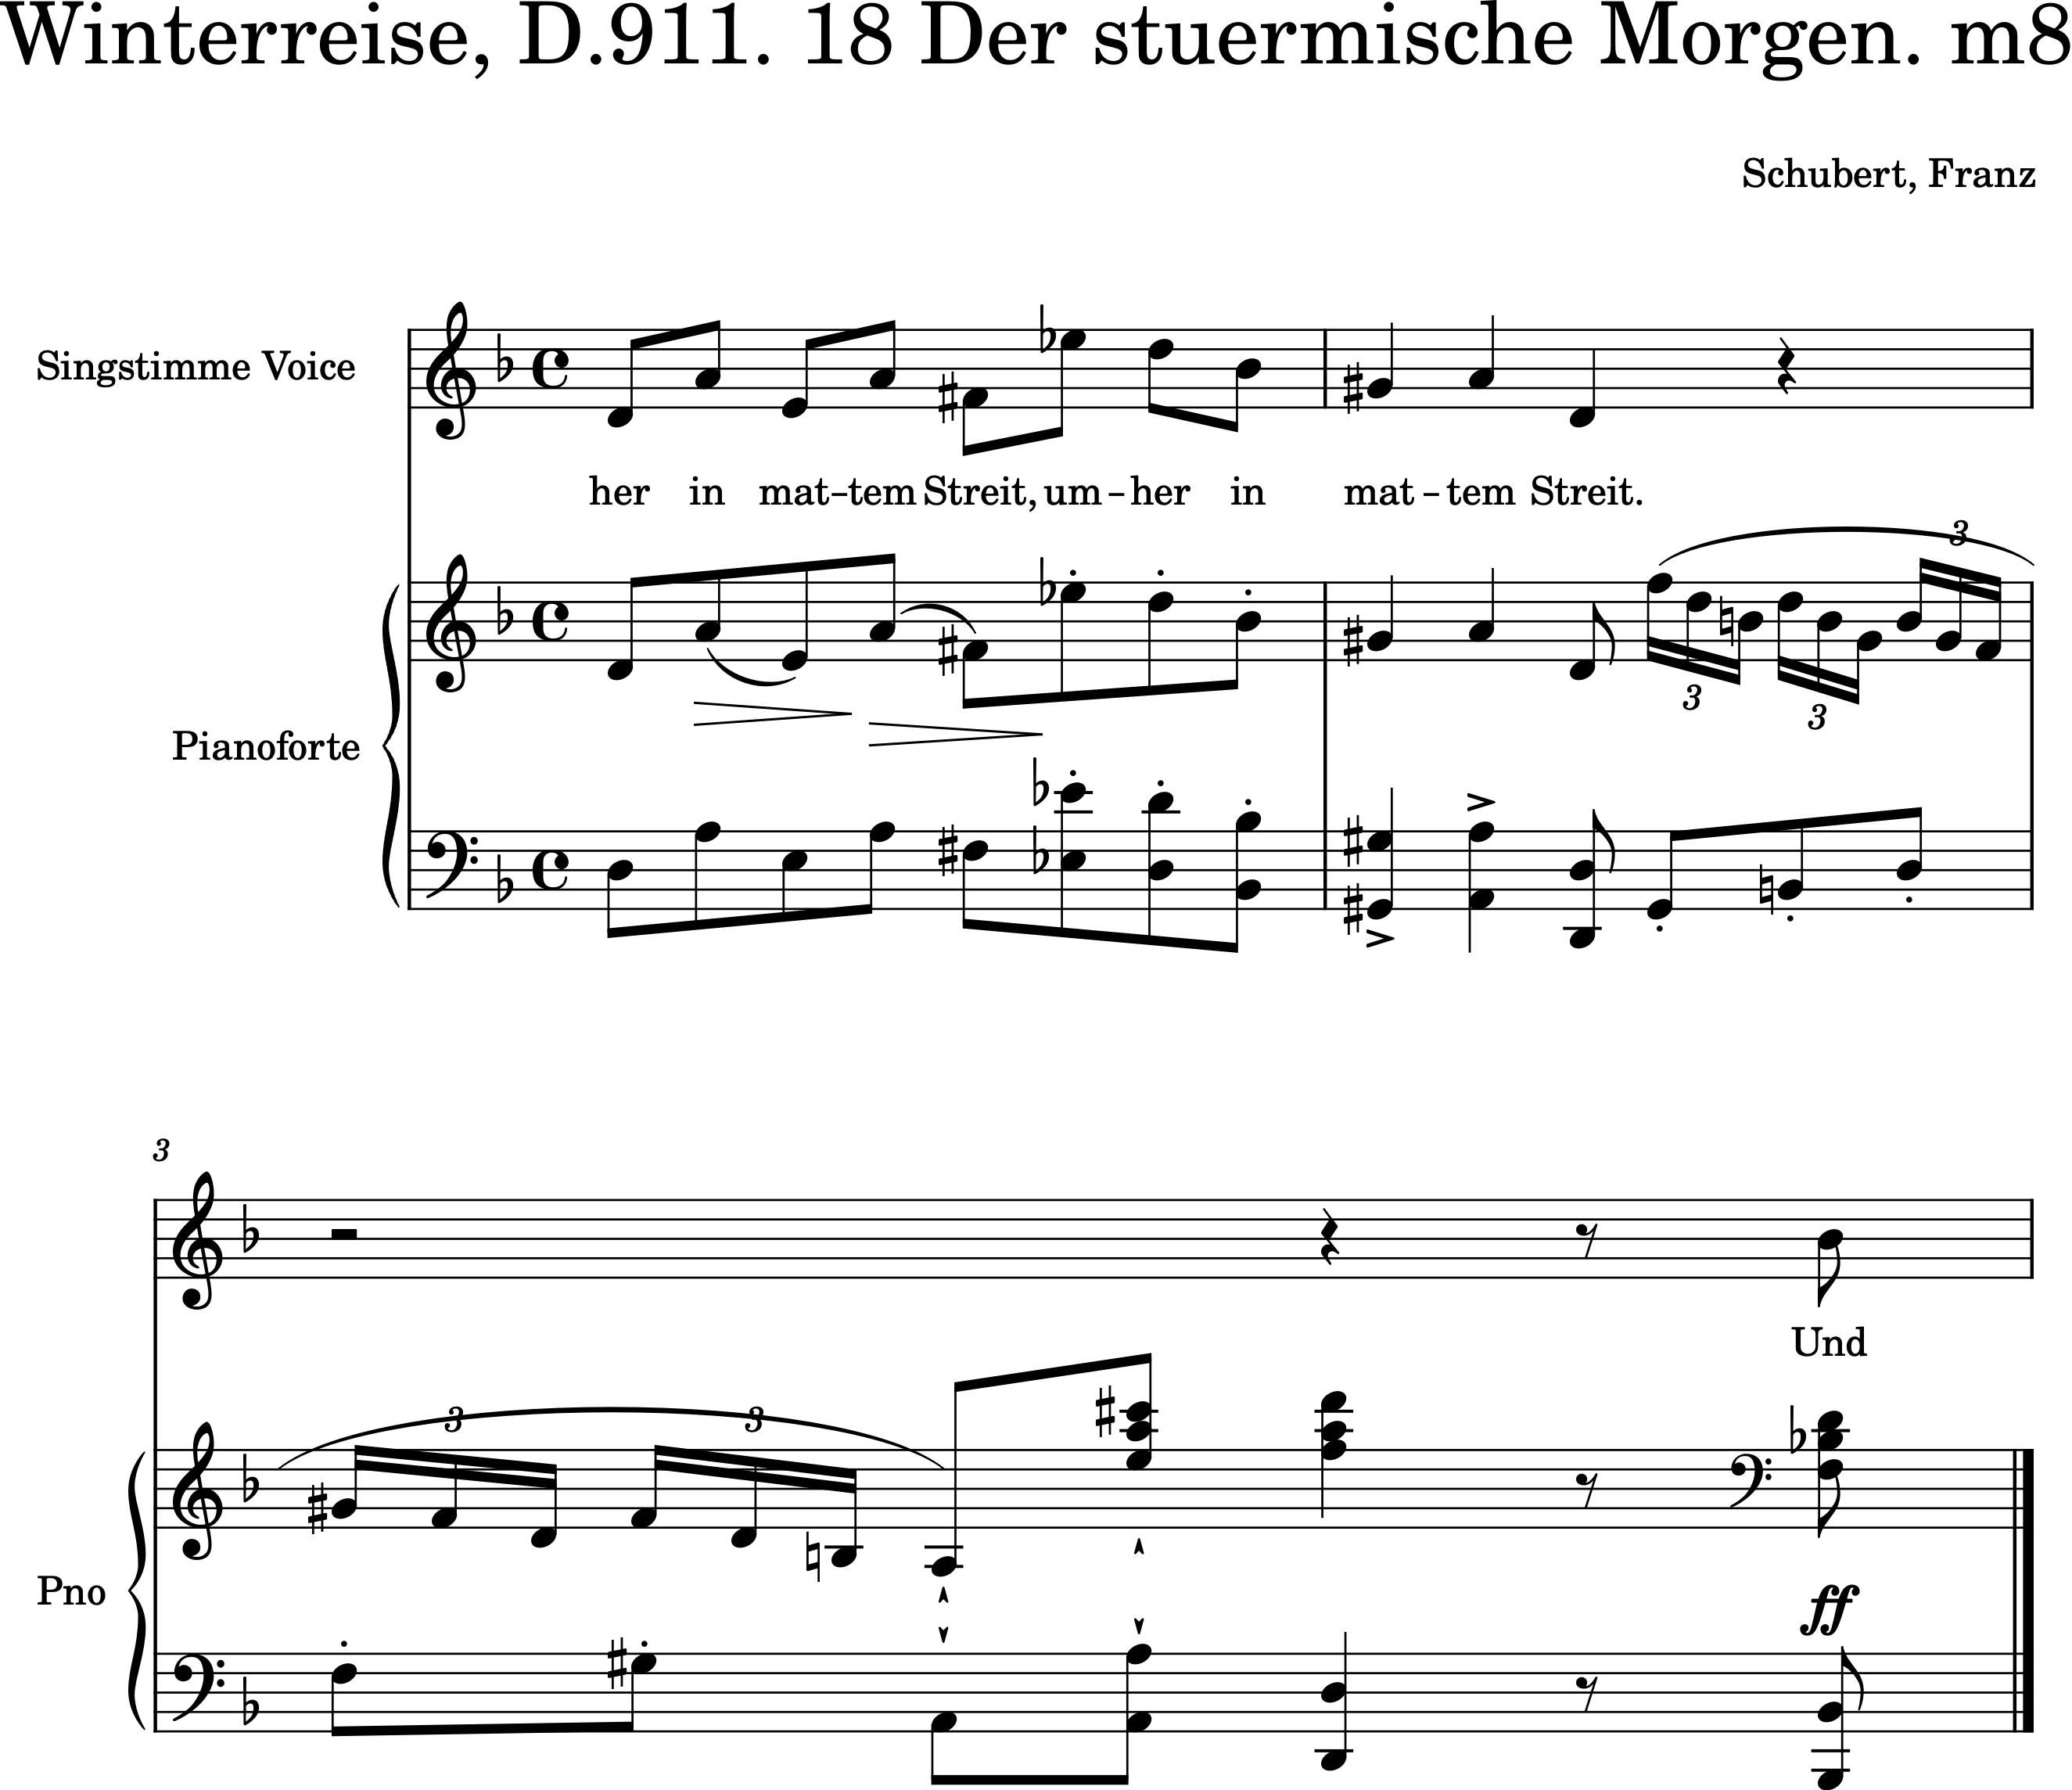 Winterreise, D.911. 18 Der stuermische Morgen. m8
Schubert, Franz
Singstimme Voice
her in mat–tem Streit, um–her in mat–tem Streit.
3
3 3
Pianoforte
3
Und
3 3
Pno
ff